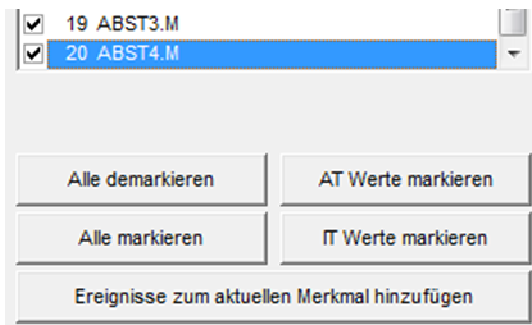 19 ABST3.M
20 ABST4.M
Alle demarkieren
AT Werte markieren
Alle markieren
IT Werte markieren
Ereignisse zum aktuellen Merkmal hinzufügen